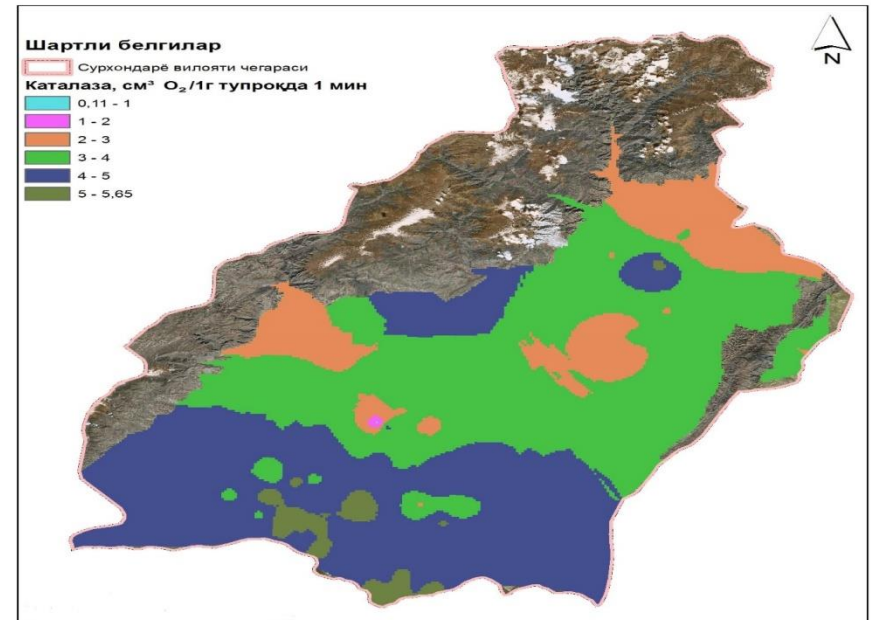 Шартли белгилар
Сурхондарё вилояти чегараси
Каталаза, см³ O₂/1г тупроқда 1 мин
0,11 - 1
1 - 2
2 - 3
3 - 4
4 - 5
5 - 5,65
N